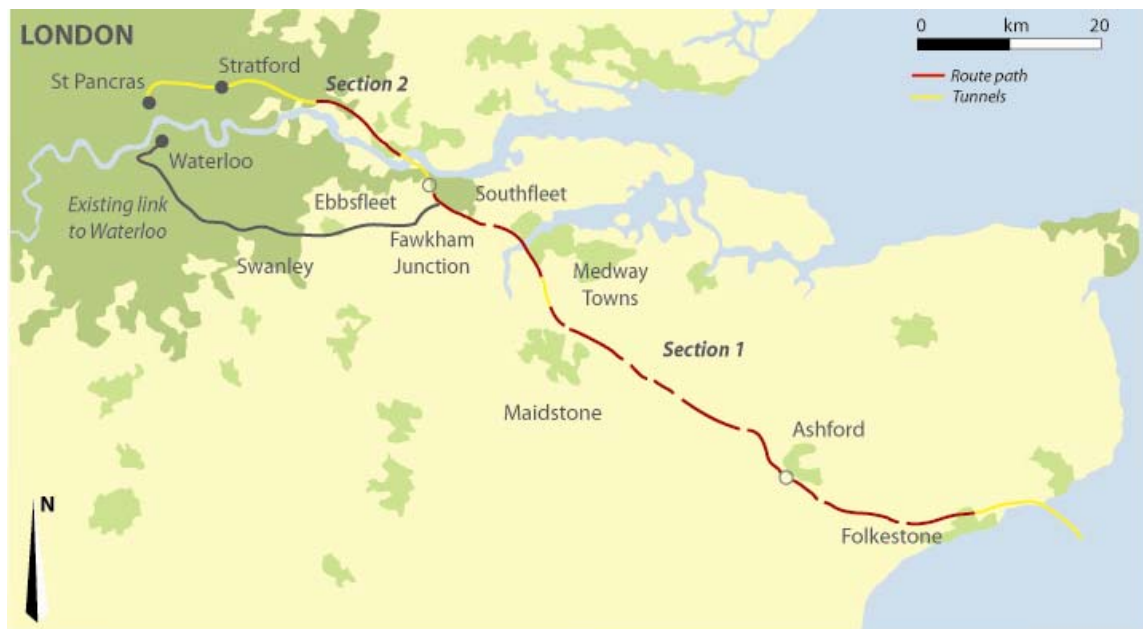 LONDON
St Pancras
Stratford
Section 2
Waterloo
Existing link
to Waterloo
Ebbsfleet
Southfleet
Fawkham
Junction
Swanley
Medway
Towns
Section 1
Maidstone
Ashford
Folkestone
0 km 20
Route path
Tunnels
N